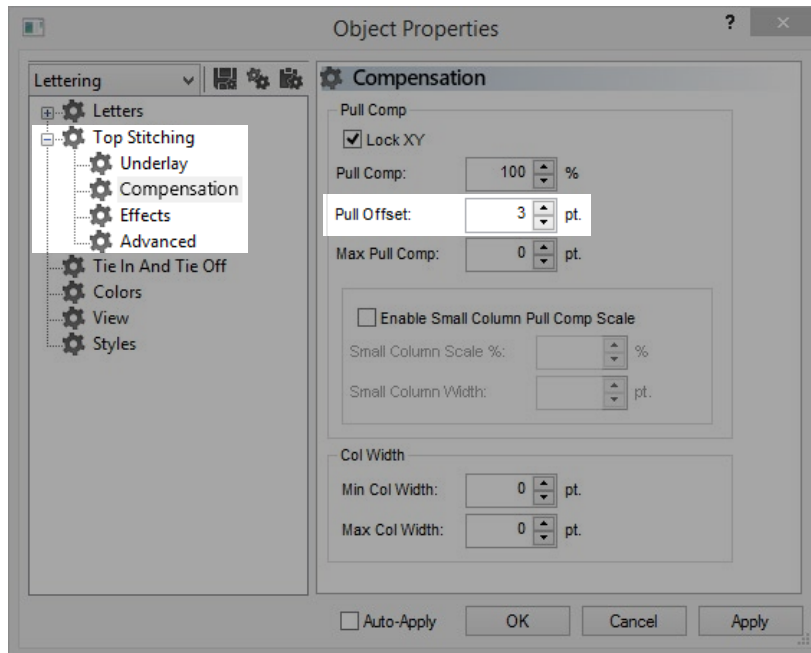 Object Properties
?
Lettering
Letters
Top Stitching
Underlay
Compensation
Effects
Advanced
Tie In And Tie Off
Colors
View
Styles
Compensation
Pull Comp
Lock XY
Pull Comp: 100 %
Pull Offset: 3 pt.
Max Pull Comp: 0 pt.
Enable Small Column Pull Comp Scale
Small Column Scale %: %
Small Column Width: pt.
Col Width
Min Col Width: 0 pt.
Max Col Width: 0 pt.
Auto-Apply OK Cancel Apply